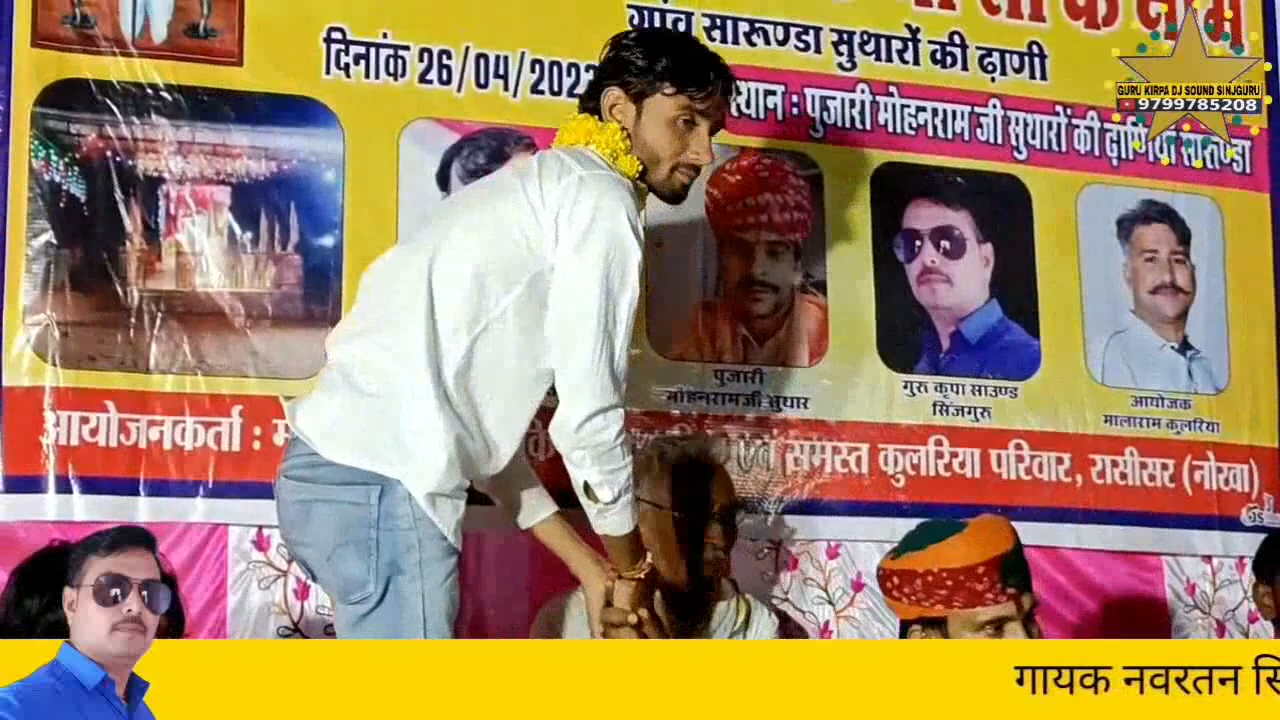 के नाम
गांव सारूण्डा सुथारों की ढ़ाणी
दिनांक 26/04/202
GURU KIRPA DJ SOUND SINJGURU
9799785208
स्थान : पुजारी मोहनराम जी सुथारों की ढ़ाणियां सारूण्डा
पुजारी
मोहनरामजी सुथार
गुरु कृपा साउण्ड
सिंजगुरू
आयोजक
मालाराम कुलरिया
आयोजनकर्ता :
एवं समस्त कुलरिया परिवार, रासीसर (नोखा)
गायक नवरतन